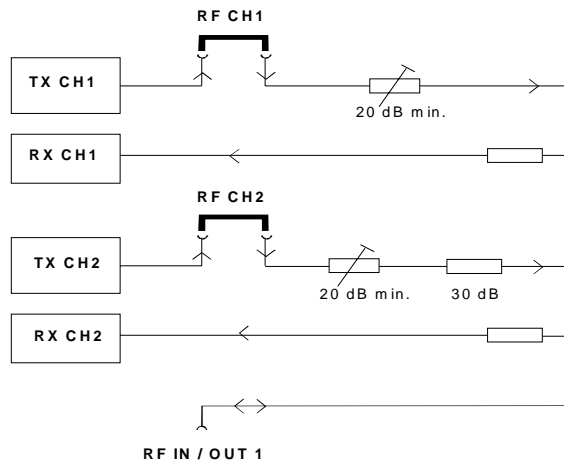 RF CH1
TX CH1
20 dB min.
RX CH1
RF CH2
TX CH2
20 dB min.
30 dB
RX CH2
RF IN / OUT 1